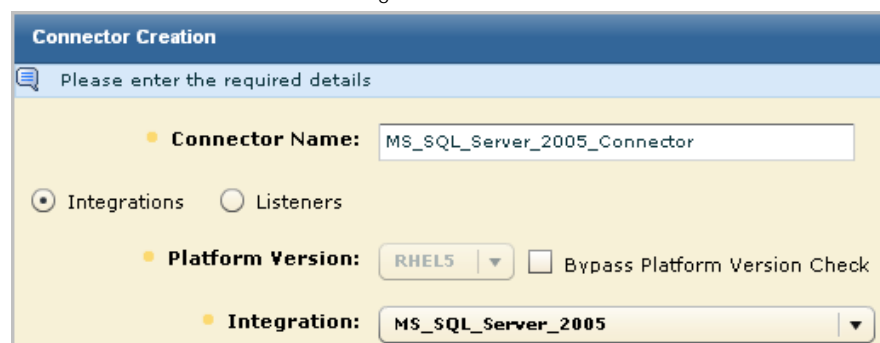 Connector Creation
Please enter the required details
Connector Name: MS_SQL_Server_2005_Connector
Integrations Listeners
Platform Version: RHEL5 Bypass Platform Version Check
Integration: MS_SQL_Server_2005